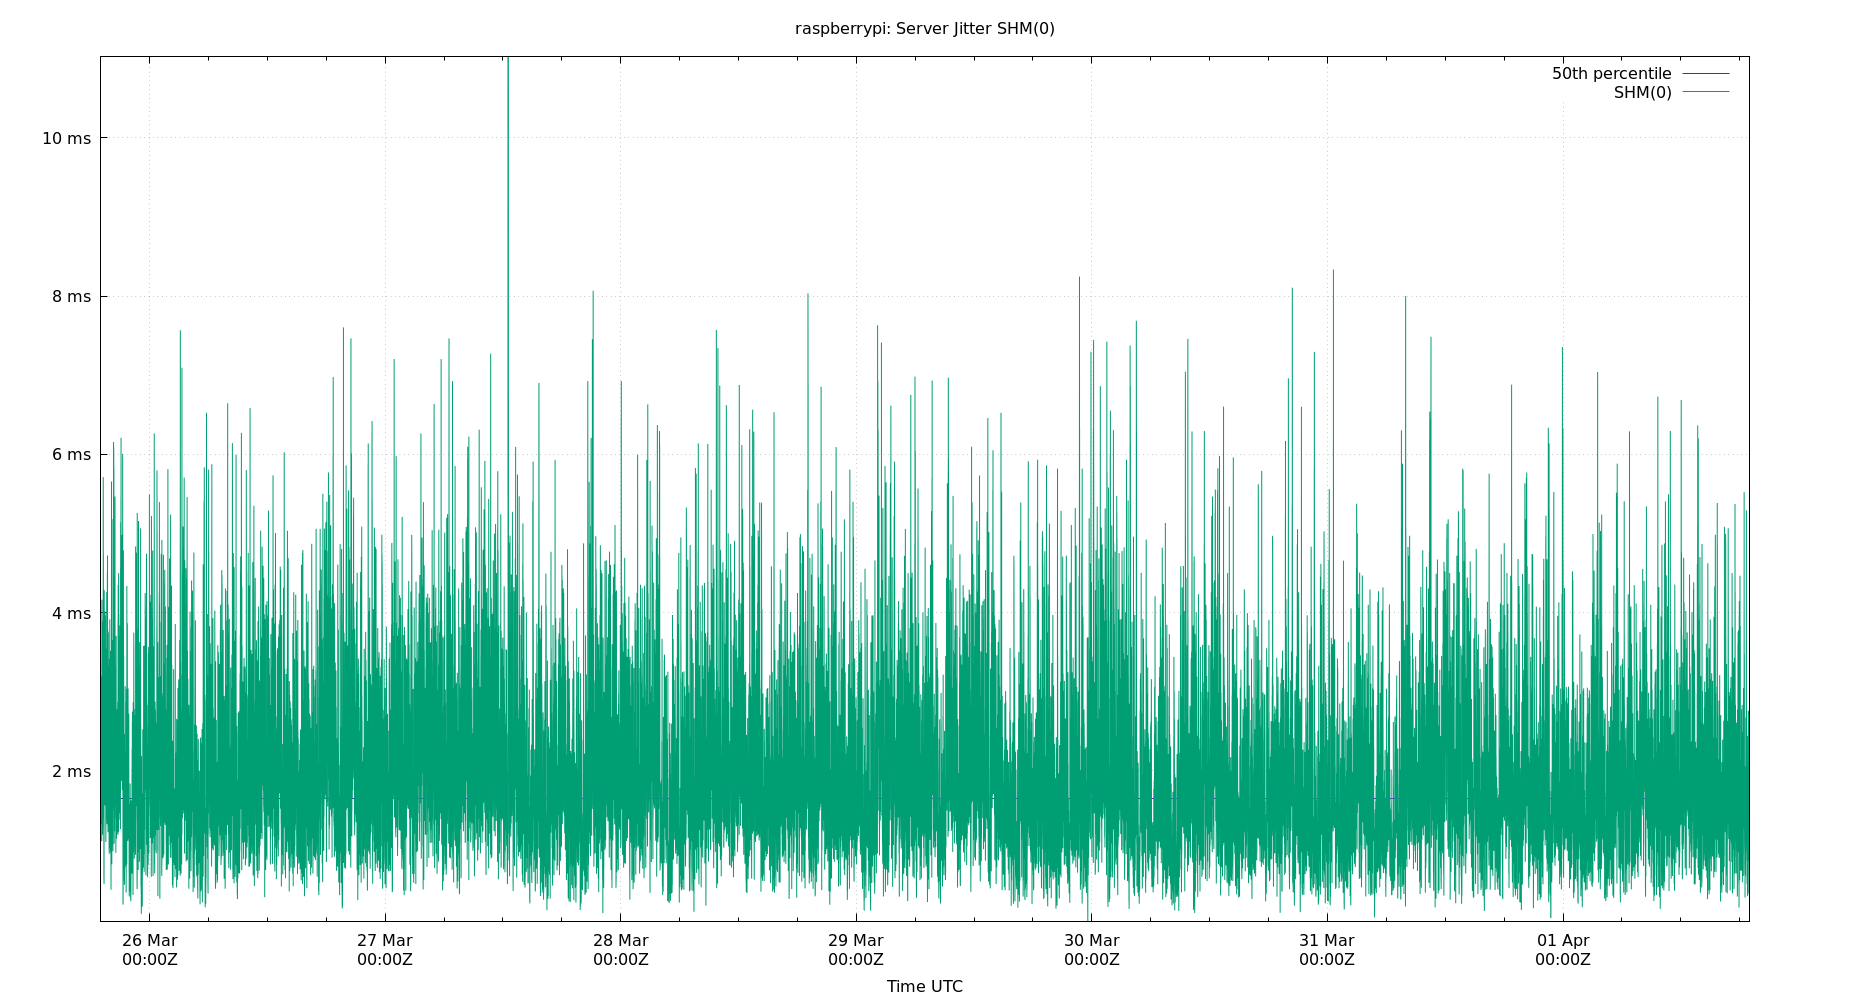 raspberrypi: Server Jitter SHM(0)
50th percentile
SHM(0)
10 ms
8 ms
6 ms
4 ms
2 ms
26 Mar
00:00Z
27 Mar
00:00Z
28 Mar
00:00Z
29 Mar
00:00Z
30 Mar
00:00Z
31 Mar
00:00Z
01 Apr
00:00Z
Time UTC